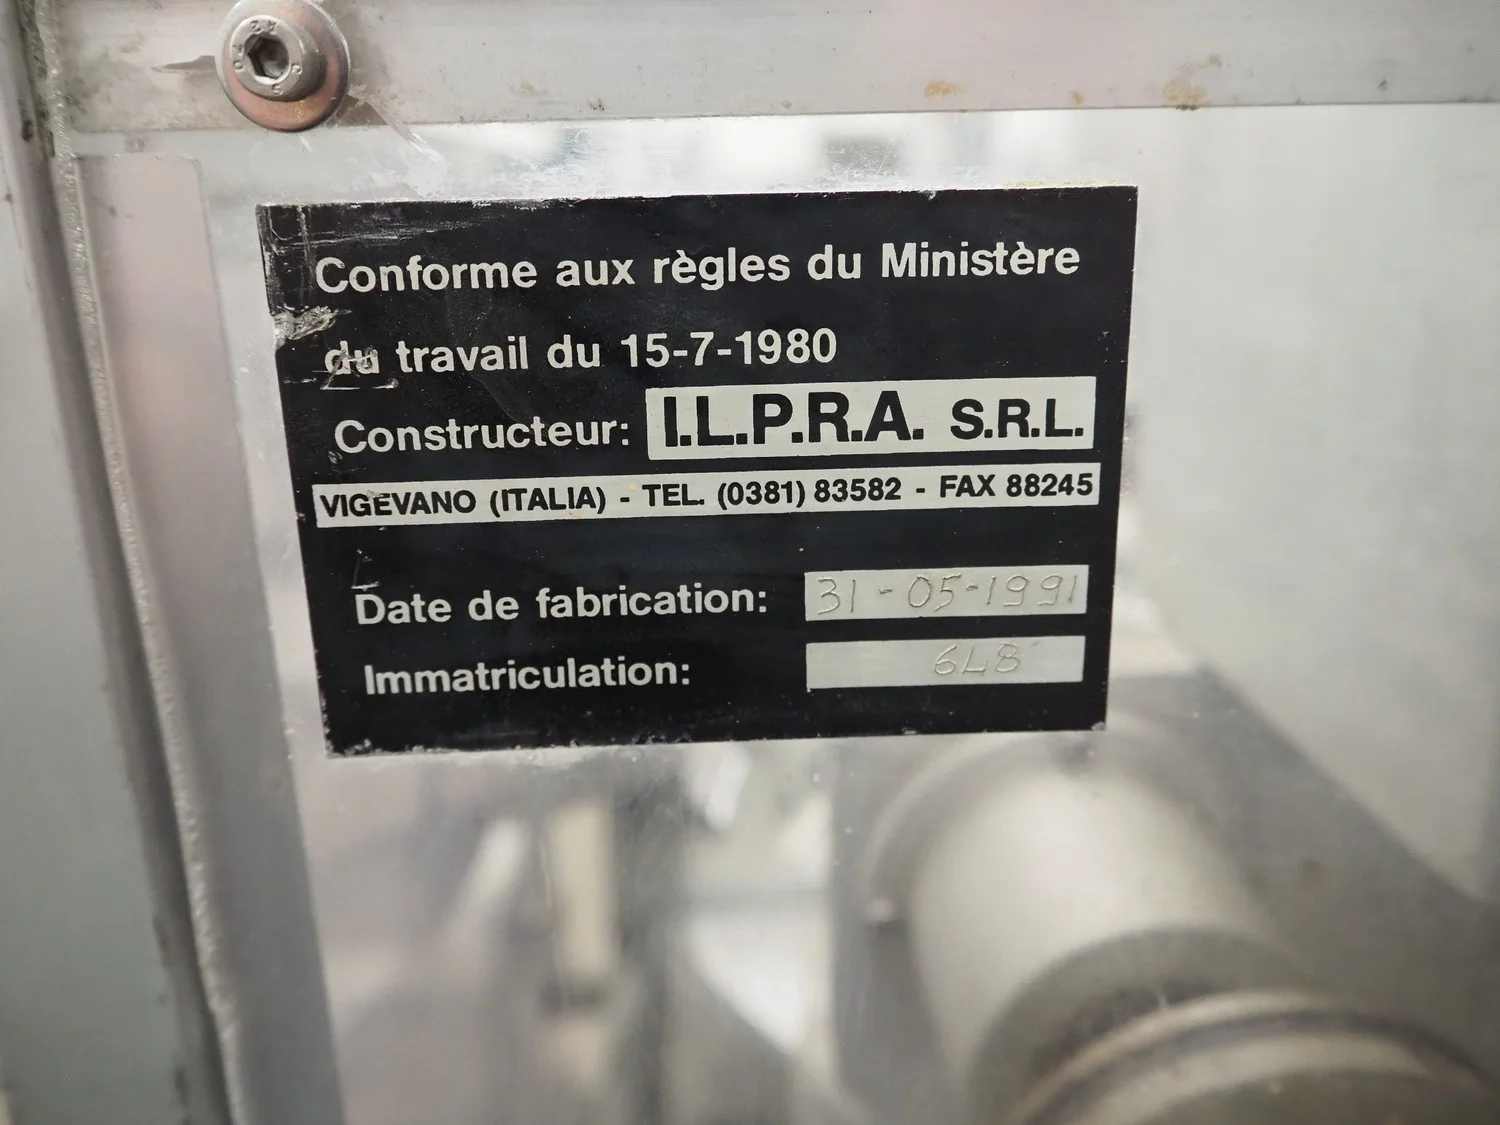 Conforme aux règles du Ministère
du travail du 15-7-1980
Constructeur: I.L.P.R.A. S.R.L.
VIGEVANO (ITALIA) - TEL. (0381) 83582 - FAX 88245
Date de fabrication: 31-05-1991
Immatriculation: 648